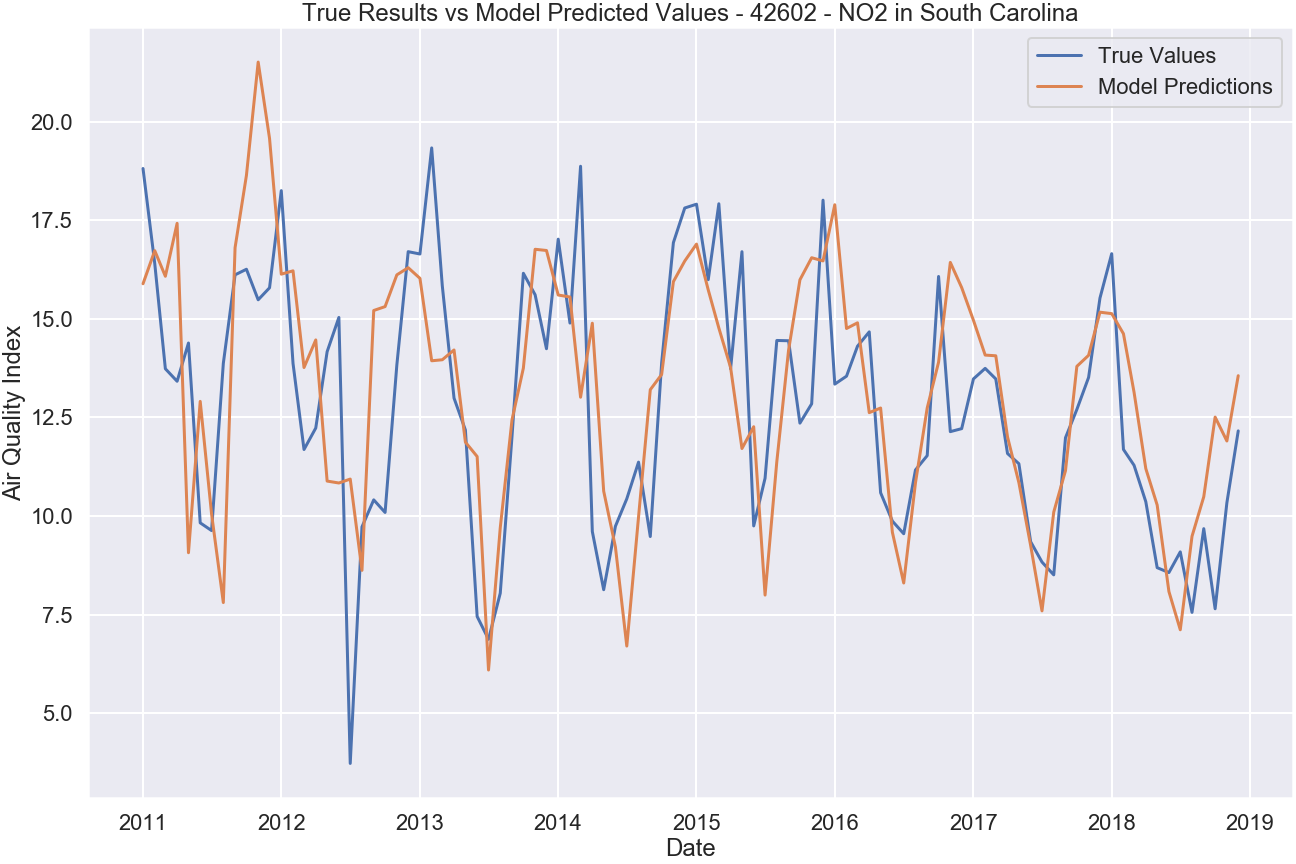 True Results vs Model Predicted Values - 42602 - NO2 in South Carolina
True Values
Model Predictions
Air Quality Index
20.0
17.5
15.0
12.5
10.0
7.5
5.0
2011 2012 2013 2014 2015 2016 2017 2018 2019
Date